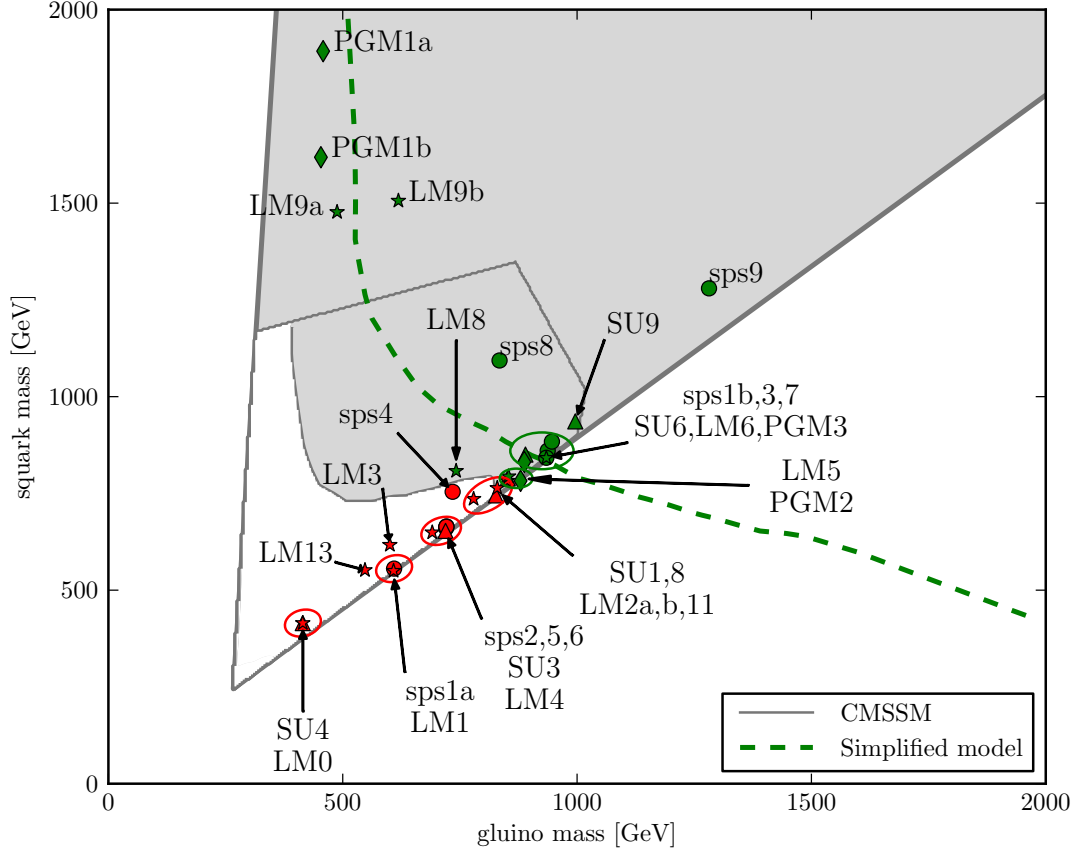 2000
PGM1a
PGM1b
LM9a
LM9b
1500
sps9
LM8
SU9
sps8
1000
sps4
sps1b,3,7
SU6,LM6,PGM3
LM3
LM5
PGM2
LM13
SU1,8
LM2a,b,11
500
sps2,5,6
SU3
LM4
sps1a
LM1
SU4
LM0
CMSSM
Simplified model
0
0
500
1000
1500
2000
gluino mass [GeV]
squark mass [GeV]